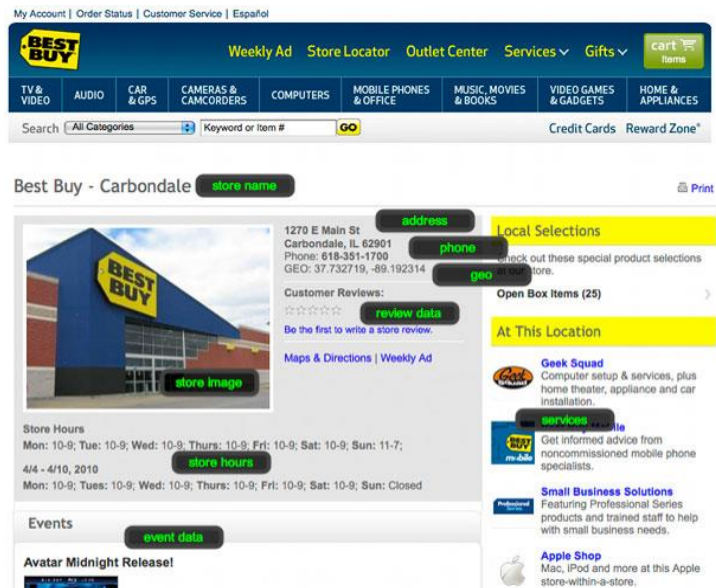 My Account | Order Status | Customer Service | Español
BEST BUY
Weekly Ad Store Locator Outlet Center Services Gifts
cart
Items
TV & VIDEO
AUDIO
CAR & GPS
CAMERAS & CAMCORDERS
COMPUTERS
MOBILE PHONES & OFFICE
MUSIC, MOVIES & BOOKS
VIDEO GAMES & GADGETS
HOME & APPLIANCES
Search All Categories Keyword or Item # GO Credit Cards Reward Zone*
Best Buy - Carbondale store name Print
BEST BUY
store image
1270 E Main St address
Carbondale, IL 62901
Phone: 618-351-1700 phone
GEO: 37.732719, -89.192314 geo
Customer Reviews:
review data
Be the first to write a store review.
Maps & Directions | Weekly Ad
Store Hours
Mon: 10-9; Tue: 10-9; Wed: 10-9; Thurs: 10-9; Fri: 10-9; Sat: 10-9; Sun: 11-7;
store hours
4/4 - 4/10, 2010
Mon: 10-9; Tues: 10-9; Wed: 10-9; Thurs: 10-9; Fri: 10-9; Sat: 10-9; Sun: Closed
Events
event data
Avatar Midnight Release!
Local Selections
out these special product selections
store.
Open Box Items (25)
At This Location
Geek Squad
Computer setup & services, plus
home theater, appliance and car
installation.
services
BEST BUY mobile
Get informed advice from
noncommissioned mobile phone
specialists.
Professional Series
Small Business Solutions
Featuring Professional Series
products and trained staff to help
with small business needs.
Apple Shop
Mac, iPod and more at this Apple
store-within-a-store.